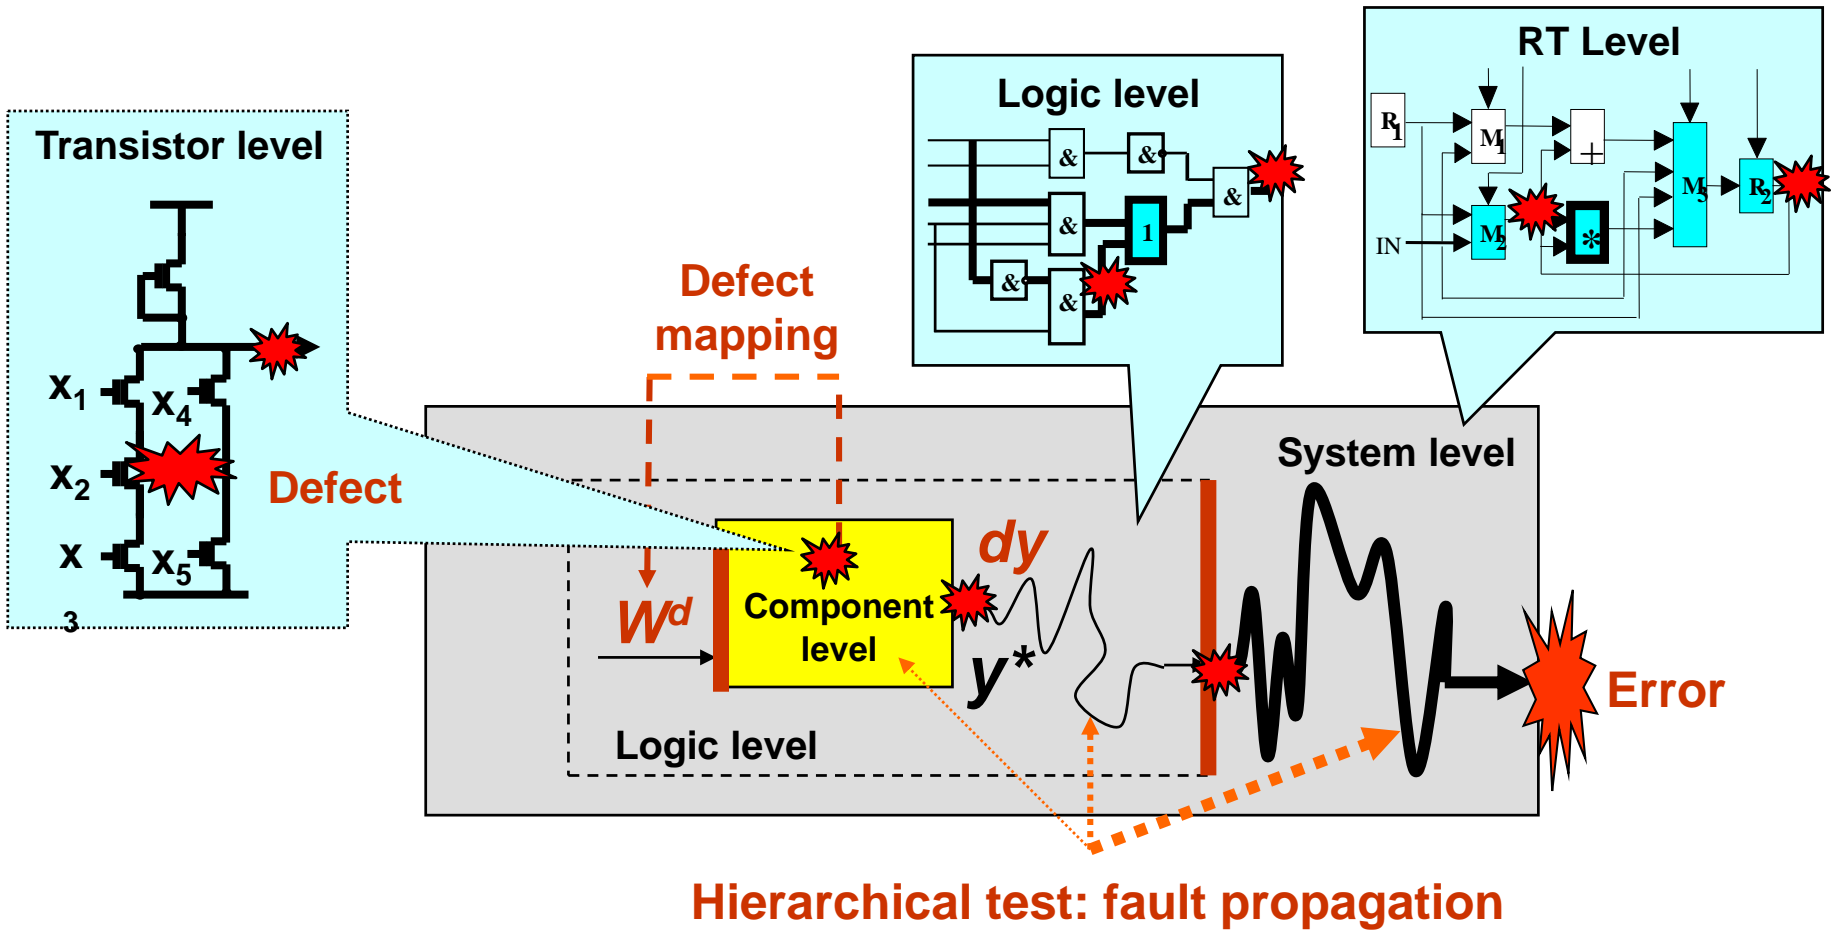 RT Level
Logic level
R1
M1
+
M2
*
M3
R2
IN
&
&
&
&
1
&
&
Transistor level
x1
x4
x2
x
3
x5
Defect
Defect
mapping
System level
dy
Wd
Component
level
y*
Logic level
Error
Hierarchical test: fault propagation